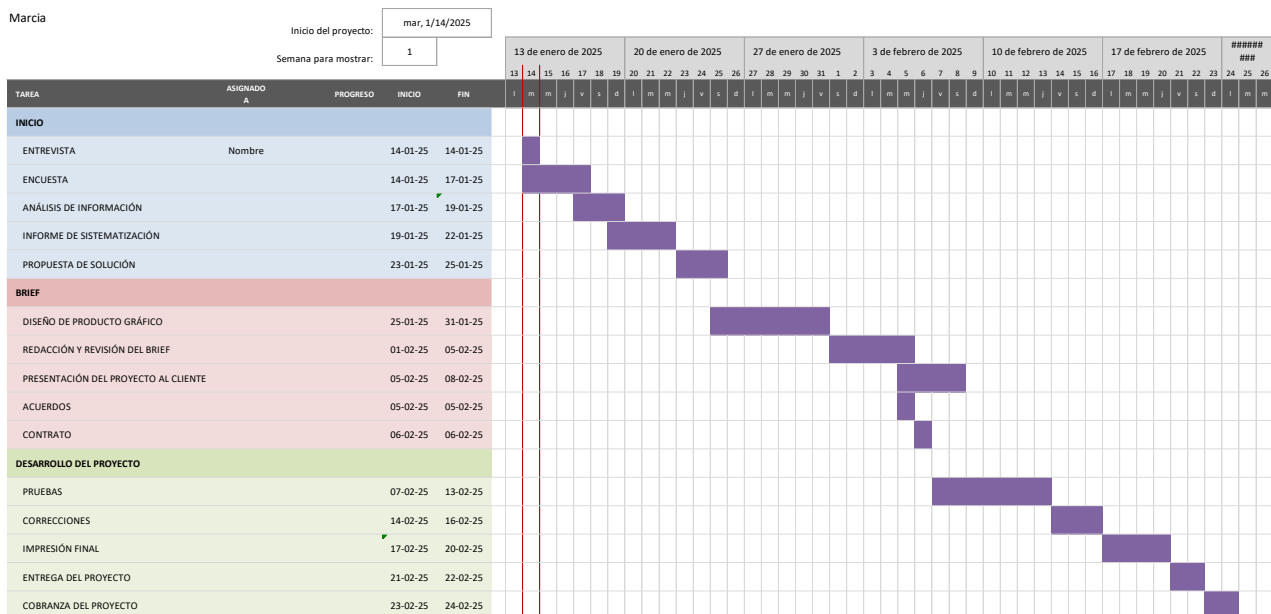 Marcia
Inicio del proyecto: mar, 1/14/2025
Semana para mostrar: 1
13 de enero de 2025 20 de enero de 2025 27 de enero de 2025 3 de febrero de 2025 10 de febrero de 2025 17 de febrero de 2025 ###### ###
13 14 15 16 17 18 19 20 21 22 23 24 25 26 27 28 29 30 31 1 2 3 4 5 6 7 8 9 10 11 12 13 14 15 16 17 18 19 20 21 22 23 24 25 26
TAREA ASIGNADO A PROGRESO INICIO FIN l m m j v s d l m m j v s d l m m j v s d l m m j v s d l m m j v s d l m m j v s d l m m
INICIO
ENTREVISTA Nombre 14-01-25 14-01-25
ENCUESTA 14-01-25 17-01-25
ANÁLISIS DE INFORMACIÓN 17-01-25 19-01-25
INFORME DE SISTEMATIZACIÓN 19-01-25 22-01-25
PROPUESTA DE SOLUCIÓN 23-01-25 25-01-25
BRIEF
DISEÑO DE PRODUCTO GRÁFICO 25-01-25 31-01-25
REDACCIÓN Y REVISIÓN DEL BRIEF 01-02-25 05-02-25
PRESENTACIÓN DEL PROYECTO AL CLIENTE 05-02-25 08-02-25
ACUERDOS 05-02-25 05-02-25
CONTRATO 06-02-25 06-02-25
DESARROLLO DEL PROYECTO
PRUEBAS 07-02-25 13-02-25
CORRECCIONES 14-02-25 16-02-25
IMPRESIÓN FINAL 17-02-25 20-02-25
ENTREGA DEL PROYECTO 21-02-25 22-02-25
COBRANZA DEL PROYECTO 23-02-25 24-02-25